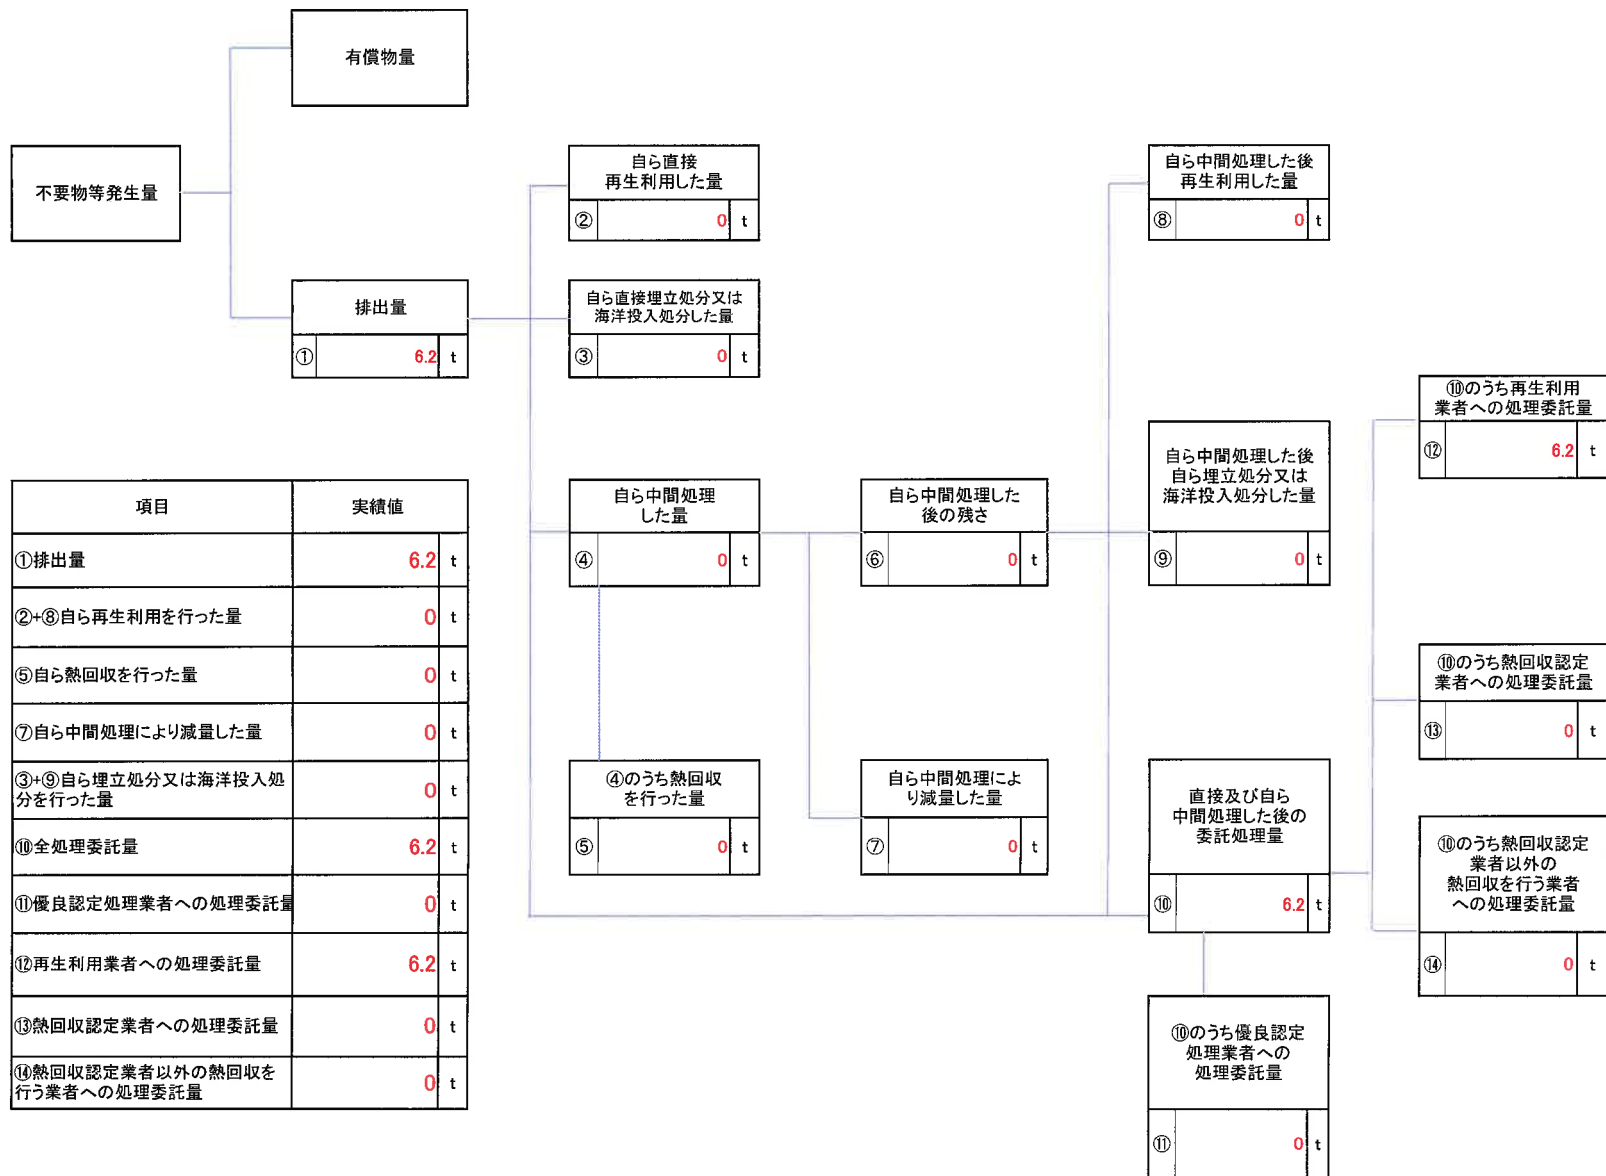 有償物量
不要物等発生量
排出量
① 6.2 t
自ら直接
再生利用した量
② 0 t
自ら直接埋立処分又は
海洋投入処分した量
③ 0 t
自ら中間処理
した量
④ 0 t
④のうち熱回収
を行った量
⑤ 0 t
自ら中間処理した
後の残さ
⑥ 0 t
自ら中間処理によ
り減量した量
⑦ 0 t
自ら中間処理した後
再生利用した量
⑧ 0 t
自ら中間処理した後
自ら埋立処分又は
海洋投入処分した量
⑨ 0 t
直接及び自ら
中間処理した後の
委託処理量
⑩ 6.2 t
⑩のうち優良認定
処理業者への
処理委託量
⑪ 0 t
⑩のうち再生利用
業者への処理委託量
⑫ 6.2 t
⑩のうち熱回収認定
業者への処理委託量
⑬ 0 t
⑩のうち熱回収認定
業者以外の
熱回収を行う業者
への処理委託量
⑭ 0 t
項目 実績値
①排出量 6.2 t
②+⑧自ら再生利用を行った量 0 t
⑤自ら熱回収を行った量 0 t
⑦自ら中間処理により減量した量 0 t
③+⑨自ら埋立処分又は海洋投入処
分を行った量 0 t
⑩全処理委託量 6.2 t
⑪優良認定処理業者への処理委託量 0 t
⑫再生利用業者への処理委託量 6.2 t
⑬熱回収認定業者への処理委託量 0 t
⑭熱回収認定業者以外の熱回収を
行う業者への処理委託量 0 t